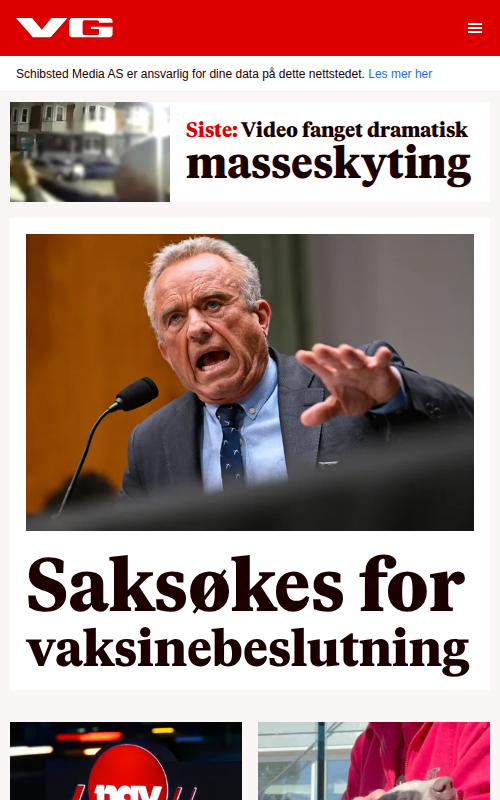 VG
Schibsted Media AS er ansvarlig for dine data på dette nettstedet. Les mer her
Siste: Video fanget dramatisk
masseskyting
Saksøkes for
vaksinebeslutning
nav